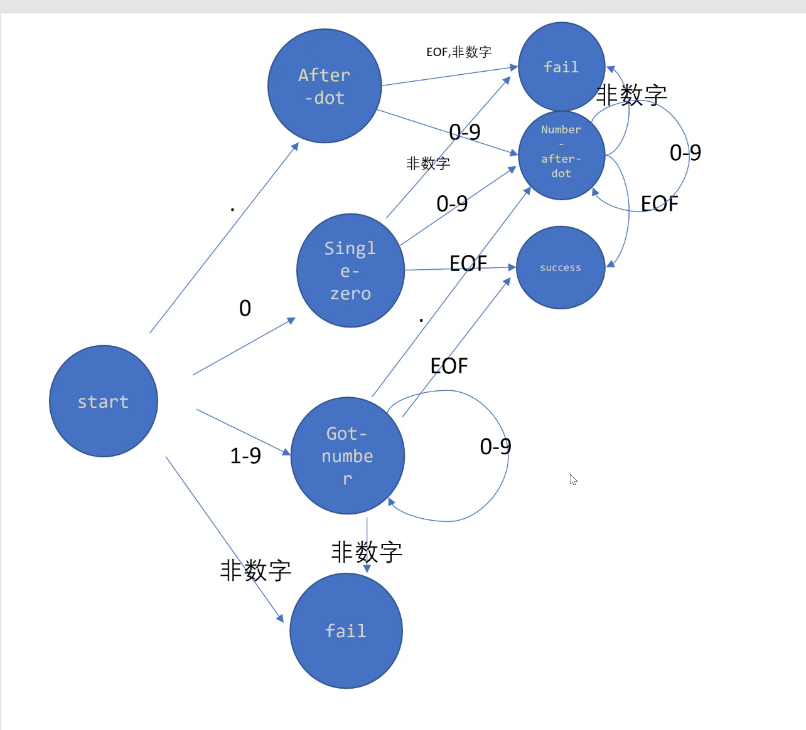 After
-dot
EOF,非数字
fail
非数字
0-9
Number
-
after-
dot
0-9
非数字
.
0-9
EOF
Singl
e-
zero
EOF
success
0
.
EOF
start
Got-
numbe
r
0-9
1-9
非数字
非数字
fail